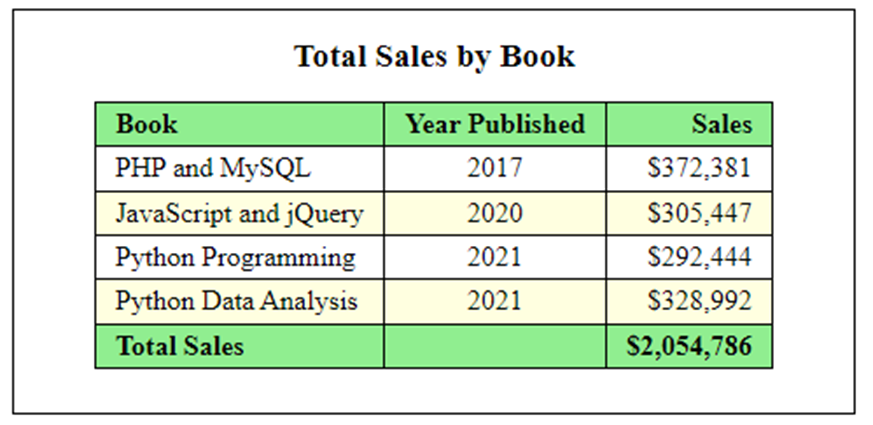 Total Sales by Book
Book Year Published Sales
PHP and MySQL 2017 $372,381
JavaScript and jQuery 2020 $305,447
Python Programming 2021 $292,444
Python Data Analysis 2021 $328,992
Total Sales $2,054,786